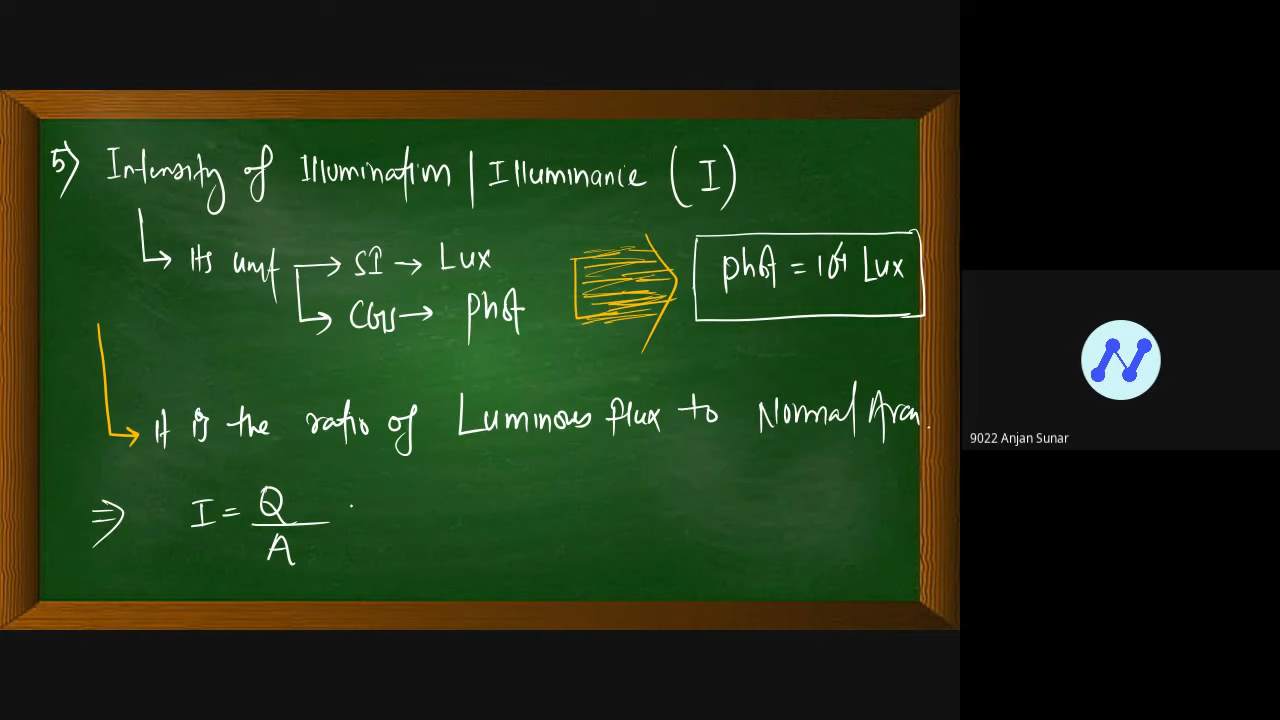 5) Intensity of Illumination | Illuminance (I)
Its unit → SI → Lux
→ CGS → phot
phot = 10⁴ Lux
It is the ratio of Luminous flux to Normal Area.
⇒ I = Q / A
9022 Anjan Sunar